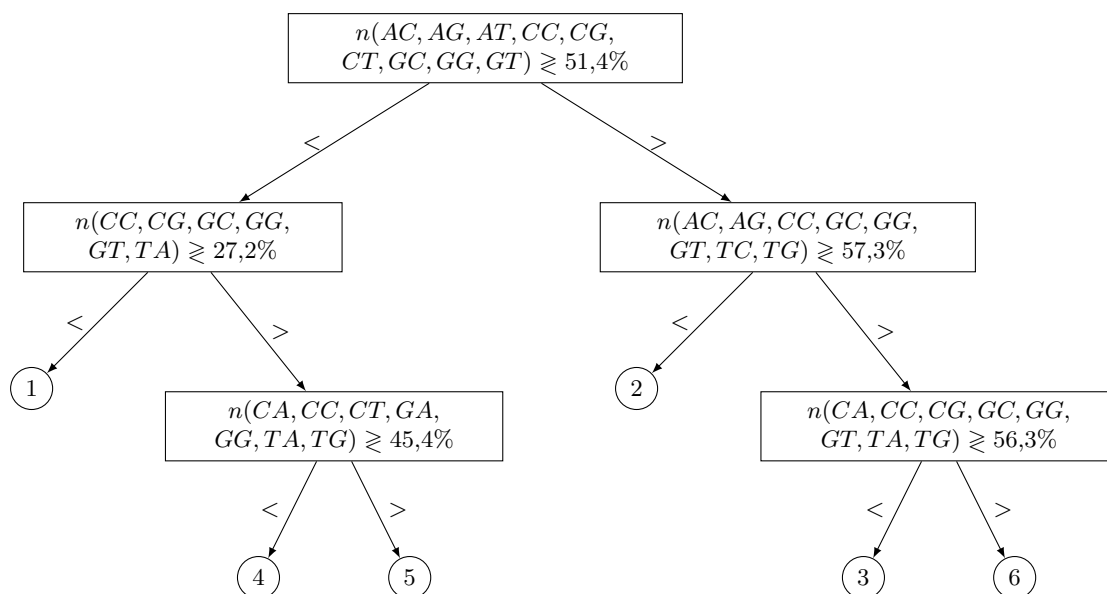 n(AC, AG, AT, CC, CG,
CT, GC, GG, GT) ≷ 51,4%
<
>
n(CC, CG, GC, GG,
GT, TA) ≷ 27,2%
n(AC, AG, CC, GC, GG,
GT, TC, TG) ≷ 57,3%
<
>
<
>
1
2
n(CA, CC, CT, GA,
GG, TA, TG) ≷ 45,4%
n(CA, CC, CG, GC, GG,
GT, TA, TG) ≷ 56,3%
<
>
<
>
4
5
3
6